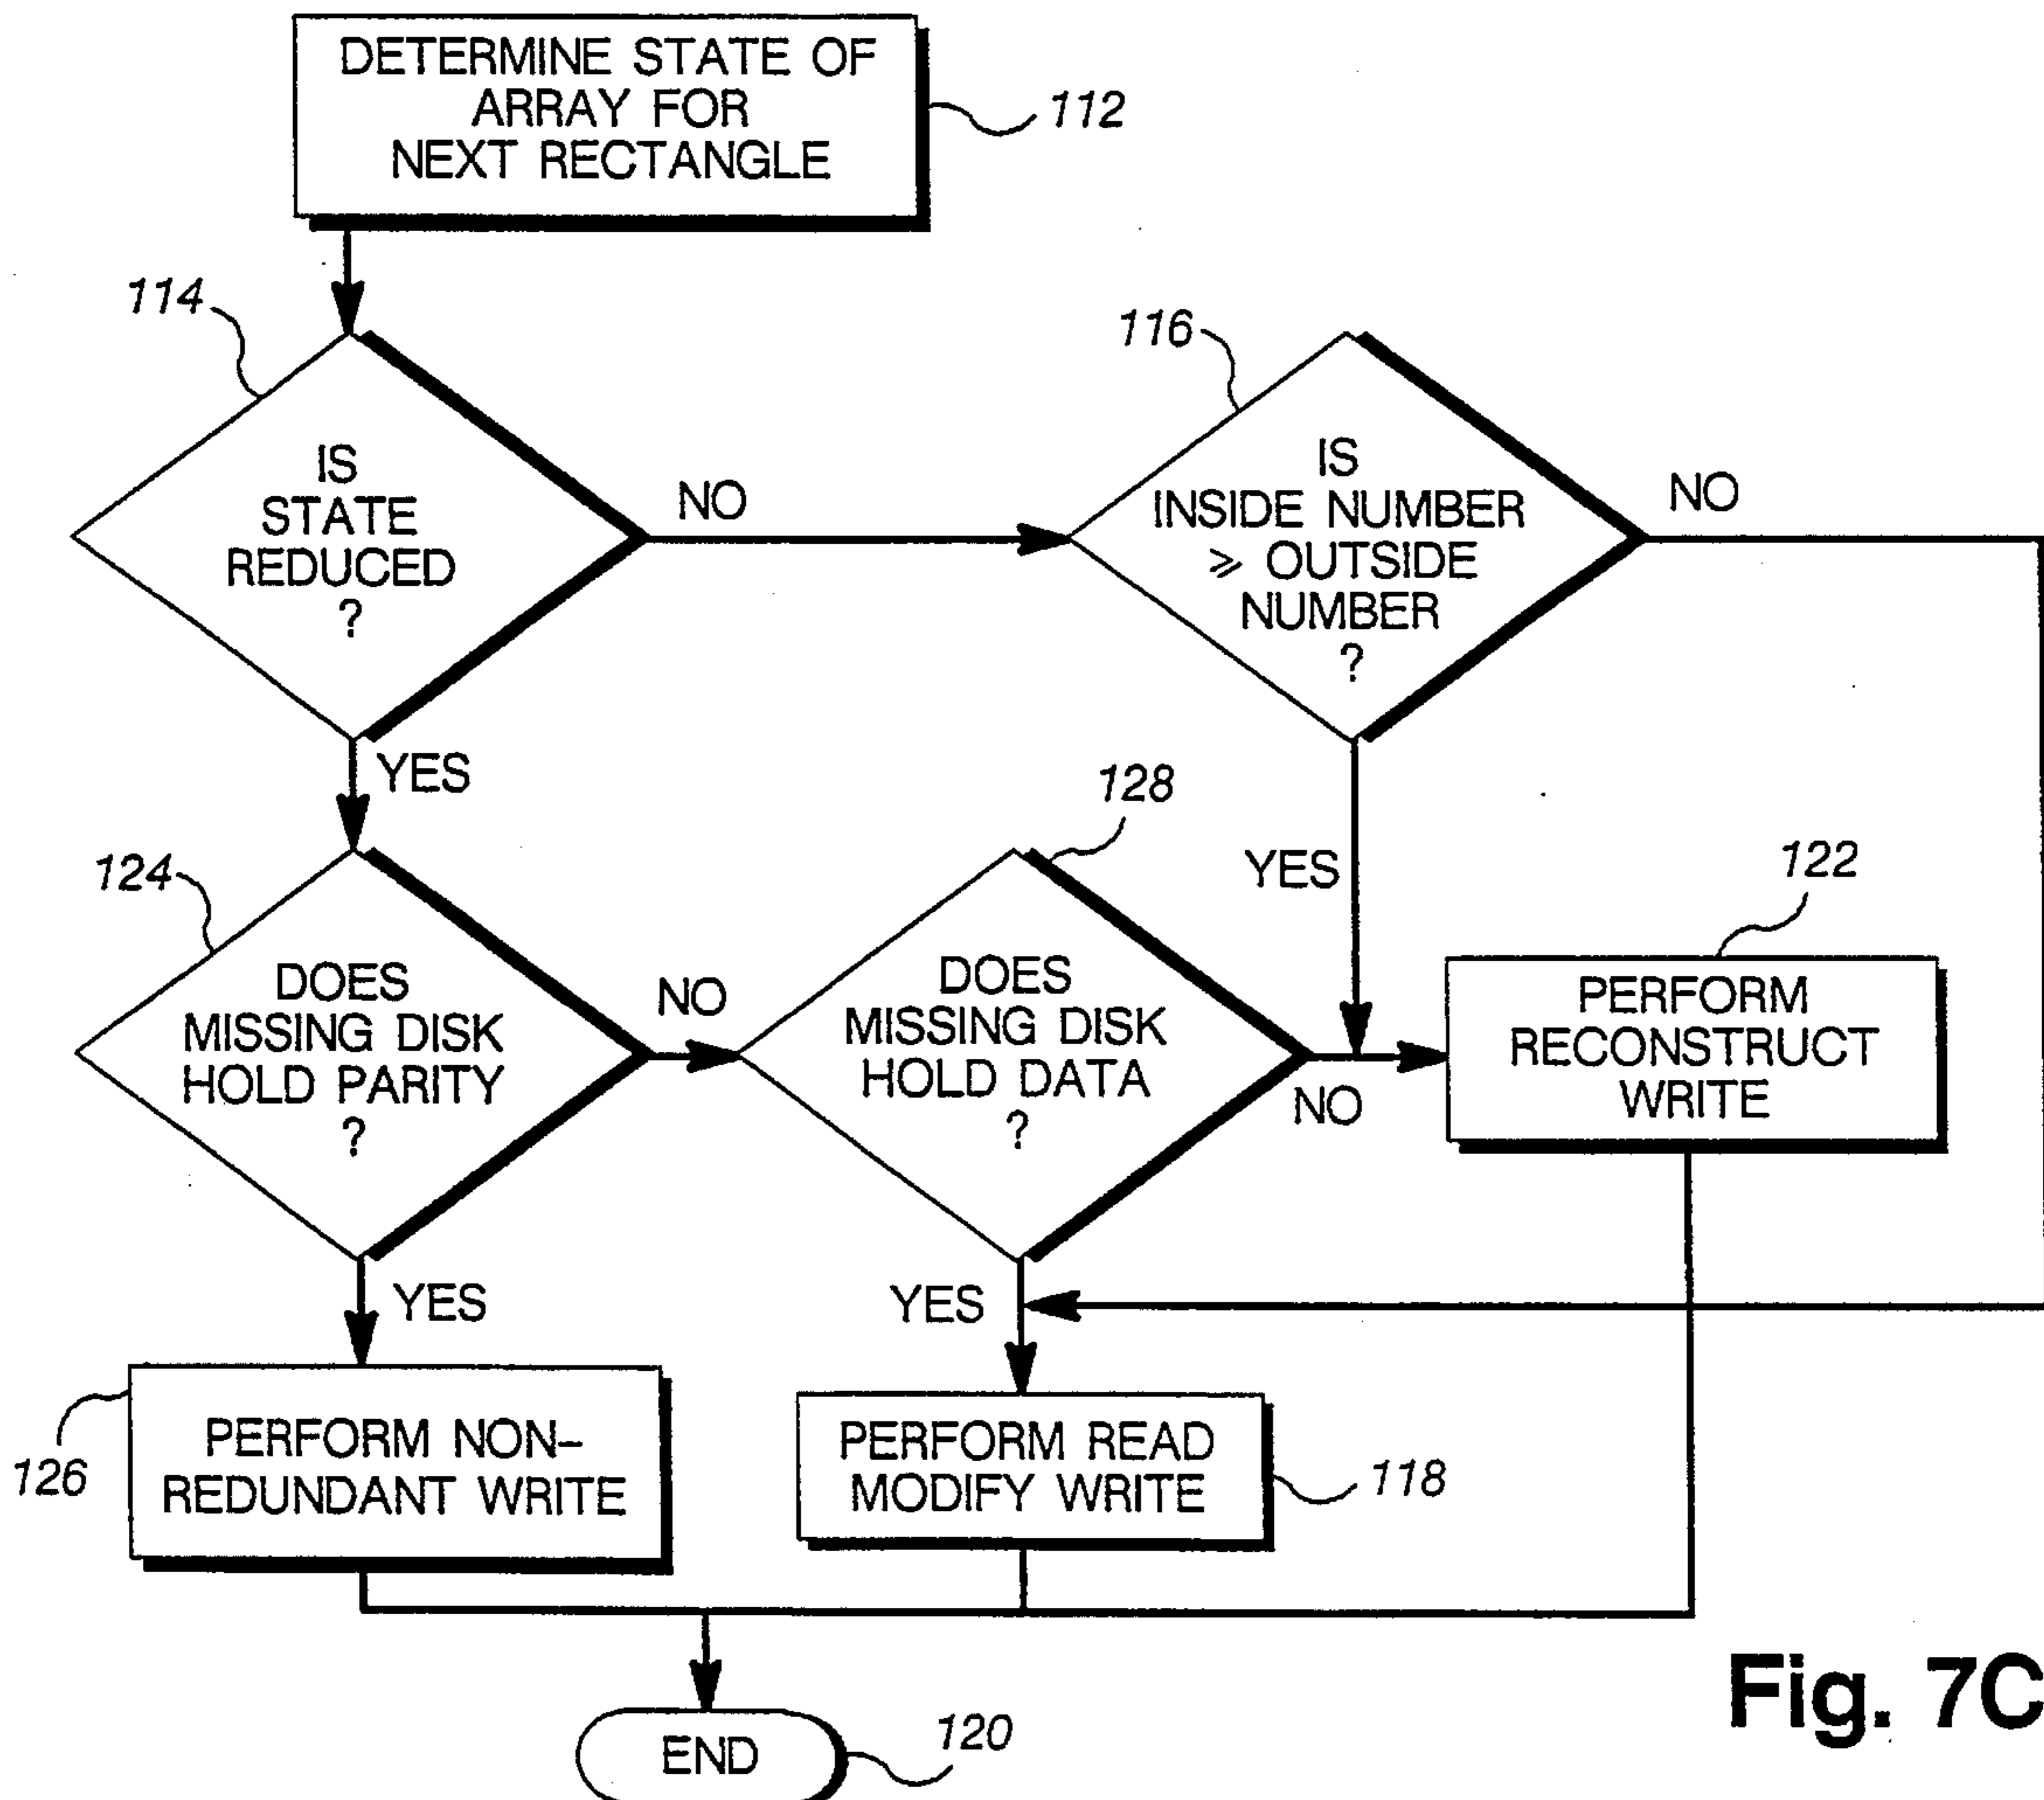 DETERMINE STATE OF
ARRAY FOR
NEXT RECTANGLE
112
114
IS
STATE
REDUCED
?
NO
116
IS
INSIDE NUMBER
⩾ OUTSIDE
NUMBER
?
NO
YES
YES
124
DOES
MISSING DISK
HOLD PARITY
?
NO
128
DOES
MISSING DISK
HOLD DATA
?
NO
122
PERFORM
RECONSTRUCT
WRITE
YES
YES
126
PERFORM NON-
REDUNDANT WRITE
PERFORM READ
MODIFY WRITE
118
END
120
Fig. 7C